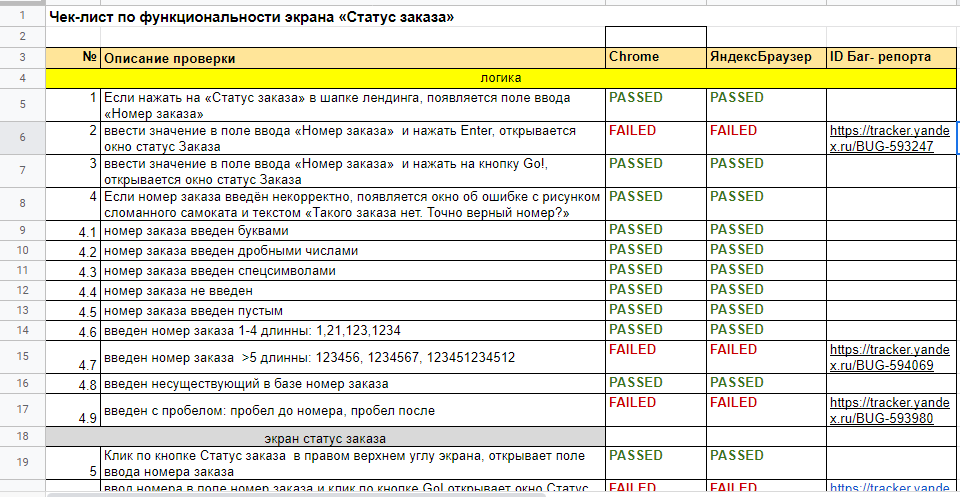 1 Чек-лист по функциональности экрана «Статус заказа»
2
3 № Описание проверки Chrome ЯндексБраузер ID Баг- репорта
4 логика
5 1 Если нажать на «Статус заказа» в шапке лендинга, появляется поле ввода PASSED PASSED
«Номер заказа»
6 2 ввести значение в поле ввода «Номер заказа» и нажать Enter, открывается FAILED FAILED https://tracker.yande
окно статус Заказа x.ru/BUG-593247
7 3 ввести значение в поле ввода «Номер заказа» и нажать на кнопку Go!, PASSED PASSED
открывается окно статус Заказа
8 4 Если номер заказа введён некорректно, появляется окно об ошибке с рисунком PASSED PASSED
сломанного самоката и текстом «Такого заказа нет. Точно верный номер?»
9 4.1 номер заказа введен буквами PASSED PASSED
10 4.2 номер заказа введен дробными числами PASSED PASSED
11 4.3 номер заказа введен спецсимволами PASSED PASSED
12 4.4 номер заказа не введен PASSED PASSED
13 4.5 номер заказа введен пустым PASSED PASSED
14 4.6 введен номер заказа 1-4 длинны: 1,21,123,1234 PASSED PASSED
15 4.7 введен номер заказа >5 длинны: 123456, 1234567, 123451234512 FAILED FAILED https://tracker.yande
x.ru/BUG-594069
16 4.8 введен несуществующий в базе номер заказа PASSED PASSED
17 4.9 введен с пробелом: пробел до номера, пробел после FAILED FAILED https://tracker.yande
x.ru/BUG-593980
18 экран статус заказа
19 5 Клик по кнопке Статус заказа в правом верхнем углу экрана, открывает поле PASSED PASSED
ввода номера заказа
ввод номера в поле номер заказа и клик по кнопке Go! открывает окно Статус FAILED FAILED https://tracker.yande